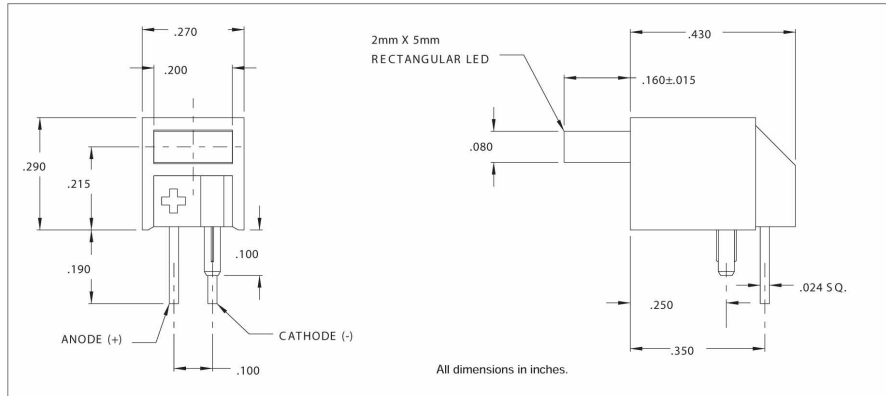 .270
.200
.290
.215
.190
.100
ANODE (+)
CATHODE (-)
.100
2mm X 5mm
RECTANGULAR LED
.430
.160±.015
.080
.024 SQ.
.250
.350
All dimensions in inches.